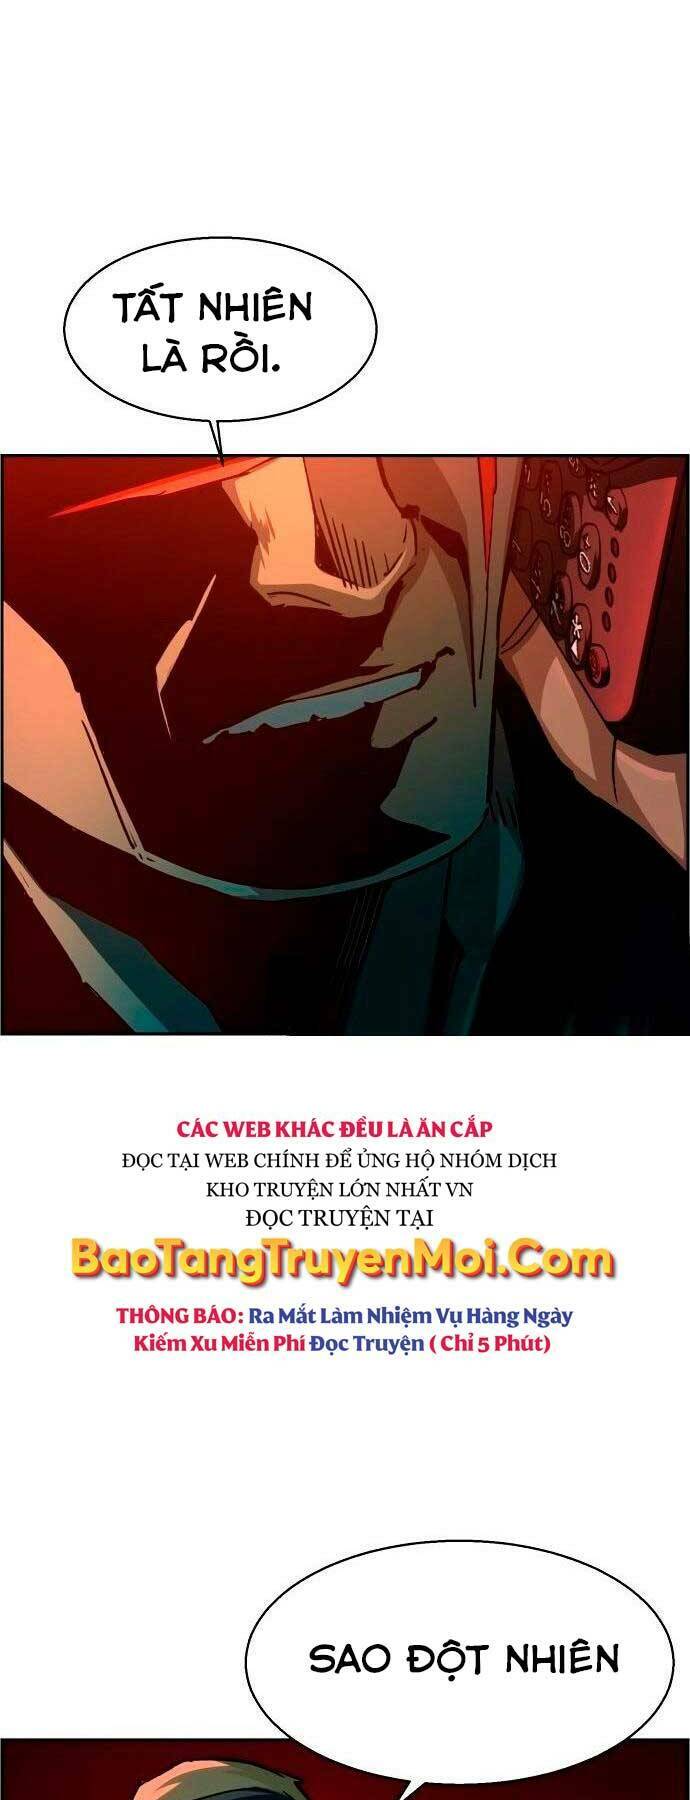 TẤT NHIÊN
LÀ RỒI.
CÁC WEB KHÁC ĐỀU LÀ ĂN CẮP
ĐỌC TẠI WEB CHÍNH ĐỂ ỦNG HỘ NHÓM DỊCH
KHO TRUYỆN LỚN NHẤT VN
ĐỌC TRUYỆN TẠI
BaoTangTruyenMoi.Com
THÔNG BÁO: Ra Mắt Làm Nhiệm Vụ Hàng Ngày
Kiếm Xu Miễn Phí Đọc Truyện ( Chỉ 5 Phút)
SAO ĐỘT NHIÊN